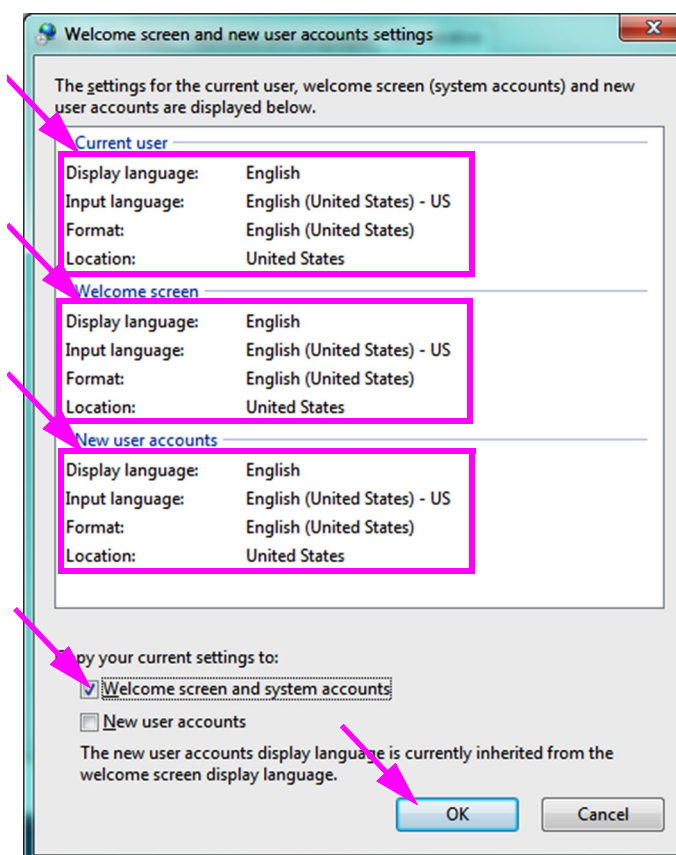 Welcome screen and new user accounts settings
The settings for the current user, welcome screen (system accounts) and new
user accounts are displayed below.
Current user
Display language: English
Input language: English (United States) - US
Format: English (United States)
Location: United States
Welcome screen
Display language: English
Input language: English (United States) - US
Format: English (United States)
Location: United States
New user accounts
Display language: English
Input language: English (United States) - US
Format: English (United States)
Location: United States
Copy your current settings to:
Welcome screen and system accounts
New user accounts
The new user accounts display language is currently inherited from the
welcome screen display language.
OK Cancel